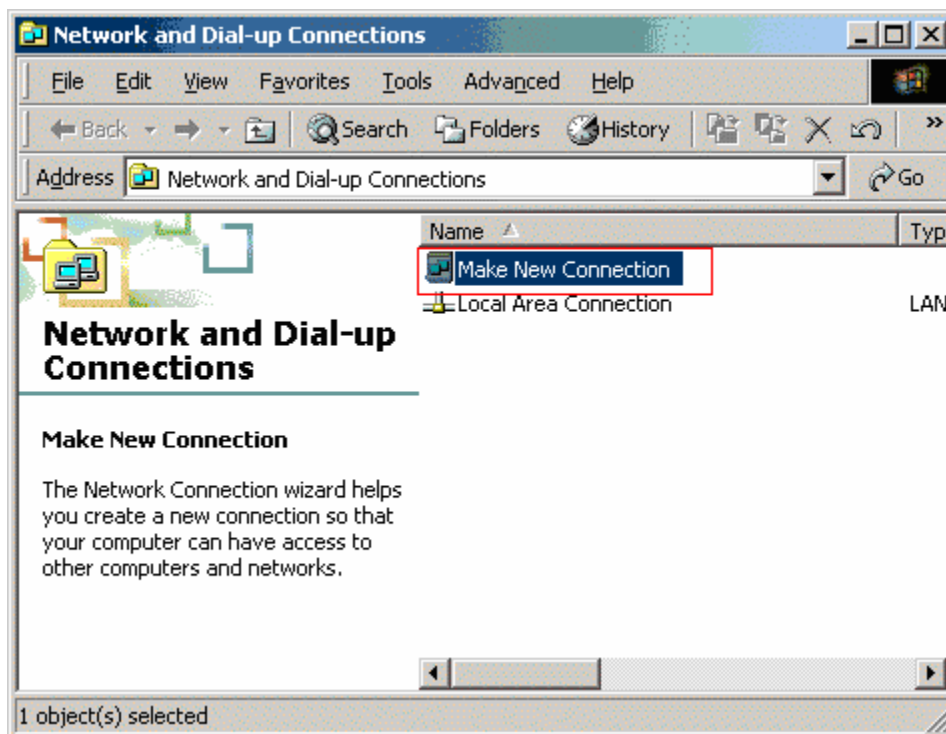 Network and Dial-up Connections
File Edit View Favorites Tools Advanced Help
Back Search Folders History »
Address Network and Dial-up Connections Go
Name Typ
Make New Connection
Local Area Connection LAN
Network and Dial-up
Connections
Make New Connection
The Network Connection wizard helps
you create a new connection so that
your computer can have access to
other computers and networks.
1 object(s) selected